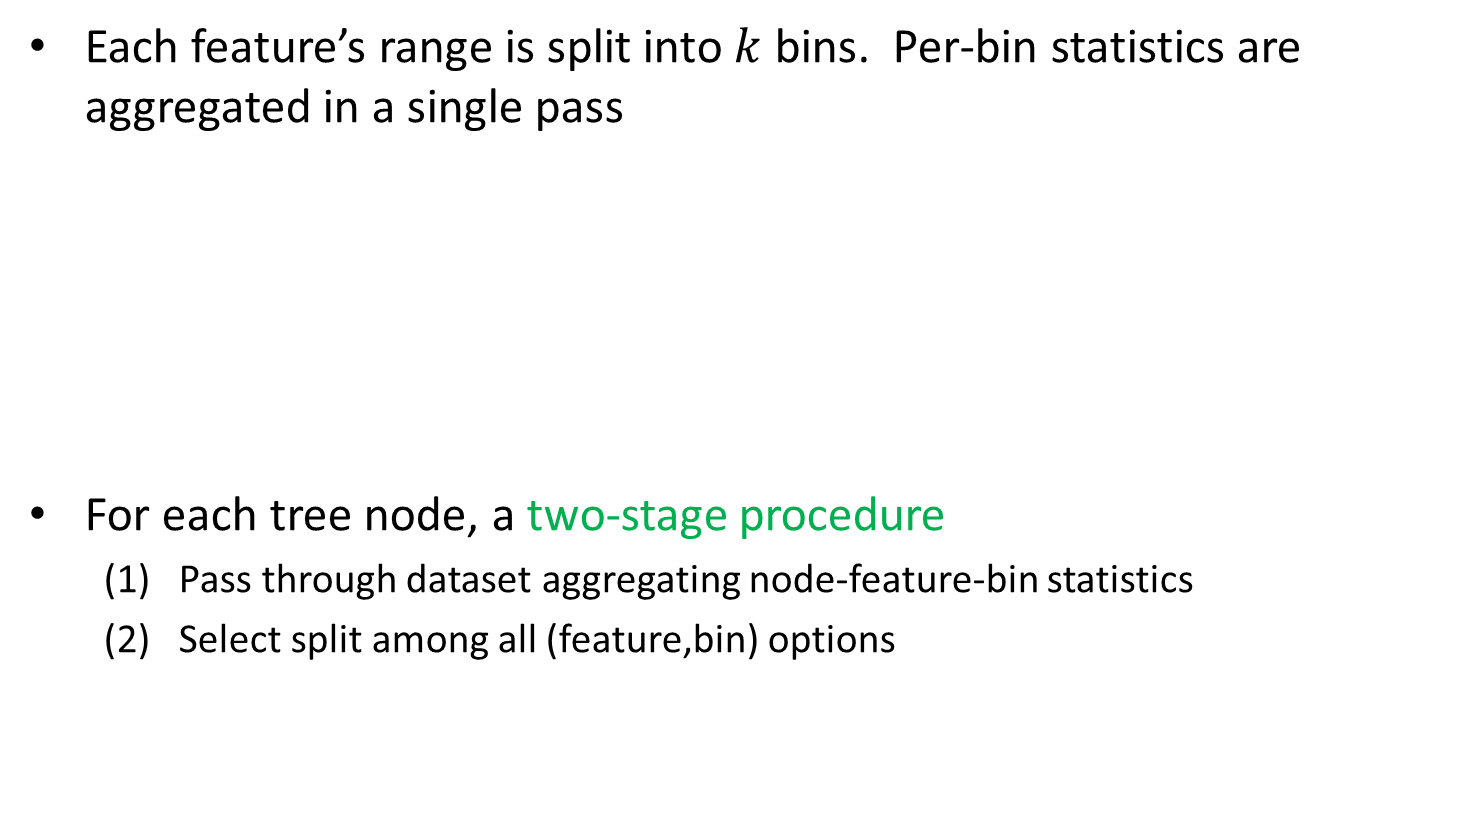 • Each feature’s range is split into k bins.  Per-bin statistics are
aggregated in a single pass
• For each tree node, a two-stage procedure
(1) Pass through dataset aggregating node-feature-bin statistics
(2) Select split among all (feature,bin) options